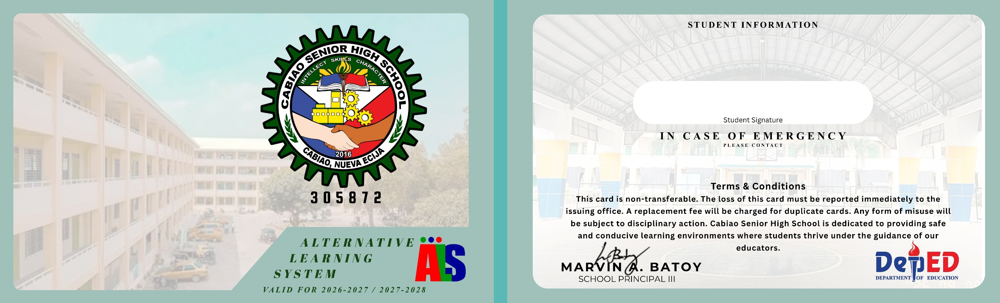 CABIAO SENIOR HIGH SCHOOL
INTELLECT SKILLS CHARACTER
2016
CABIAO, NUEVA ECIJA
305872
ALTERNATIVE
LEARNING
SYSTEM
ALS
VALID FOR 2026-2027 / 2027-2028
STUDENT INFORMATION
Student Signature
IN CASE OF EMERGENCY
PLEASE CONTACT
Terms & Conditions
This card is non-transferable. The loss of this card must be reported immediately to the
issuing office. A replacement fee will be charged for duplicate cards. Any form of misuse will
be subject to disciplinary action. Cabiao Senior High School is dedicated to providing safe
and conducive learning environments where students thrive under the guidance of our
educators.
MARVIN A. BATOY
SCHOOL PRINCIPAL III
DepED
DEPARTMENT OF EDUCATION